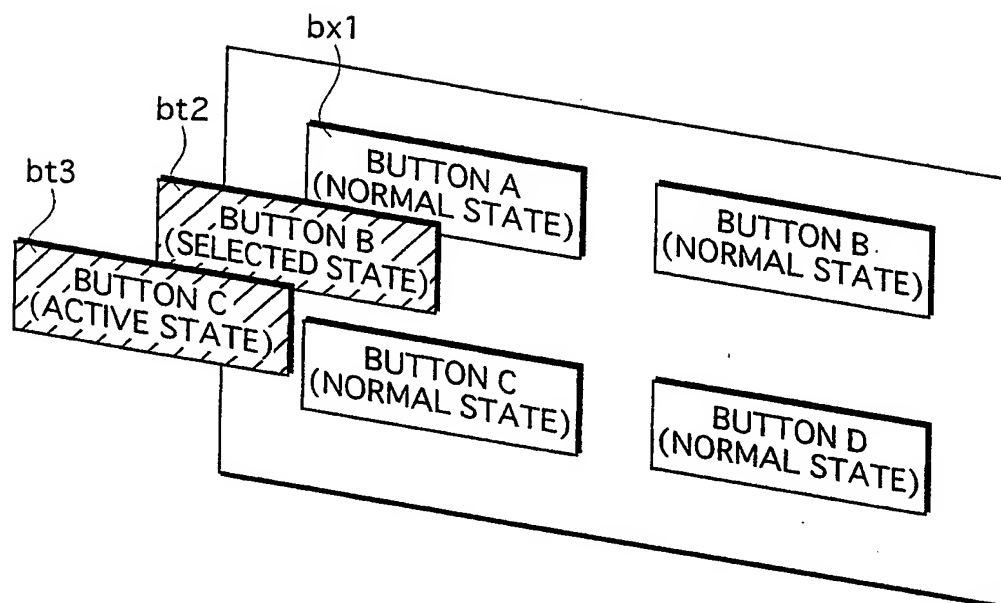 bx1
bt2
bt3
BUTTON A
(NORMAL STATE)
BUTTON B
(SELECTED STATE)
BUTTON B
(NORMAL STATE)
BUTTON C
(ACTIVE STATE)
BUTTON C
(NORMAL STATE)
BUTTON D
(NORMAL STATE)